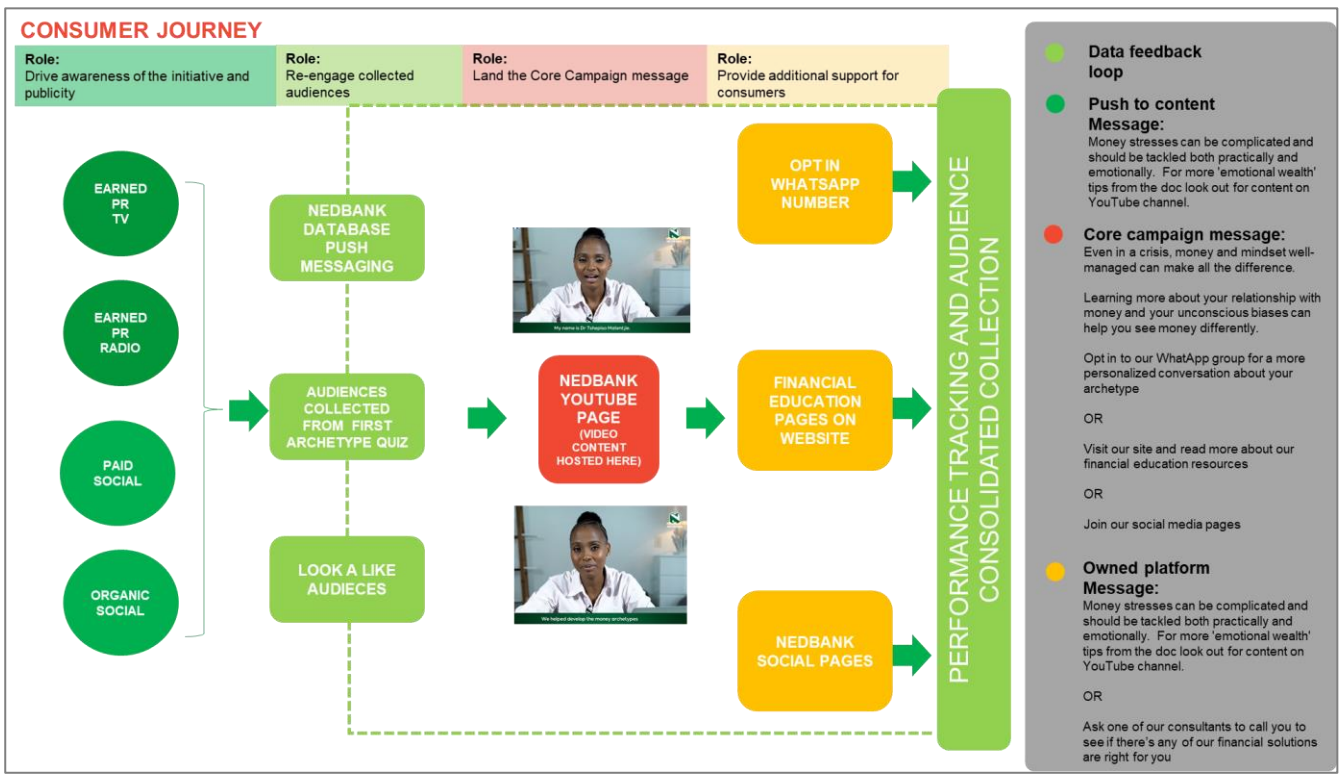 CONSUMER JOURNEY
Role:
Drive awareness of the initiative and
publicity
Role:
Re-engage collected
audiences
Role:
Land the Core Campaign message
Role:
Provide additional support for
consumers
EARNED
PR
TV
EARNED
PR
RADIO
PAID
SOCIAL
ORGANIC
SOCIAL
NEDBANK
DATABASE
PUSH
MESSAGING
AUDIENCES
COLLECTED
FROM FIRST
ARCHETYPE QUIZ
LOOK A LIKE
AUDIECES
NEDBANK
YOUTUBE
PAGE
(VIDEO
CONTENT
HOSTED HERE)
We helped develop the money archetypes
OPT IN
WHATSAPP
NUMBER
FINANCIAL
EDUCATION
PAGES ON
WEBSITE
NEDBANK
SOCIAL PAGES
PERFORMANCE TRACKING AND AUDIENCE
CONSOLIDATED COLLECTION
My name is Dr
Data feedback
loop
Push to content
Message:
Money stresses can be complicated and
should be tackled both practically and
emotionally. For more 'emotional wealth'
tips from the doc look out for content on
YouTube channel.
Core campaign message:
Even in a crisis, money and mindset well-
managed can make all the difference.
Learning more about your relationship with
money and your unconscious biases can
help you see money differently.
Opt in to our WhatApp group for a more
personalized conversation about your
archetype
OR
Visit our site and read more about our
financial education resources
OR
Join our social media pages
Owned platform
Message:
Money stresses can be complicated and
should be tackled both practically and
emotionally. For more 'emotional wealth'
tips from the doc look out for content on
YouTube channel.
OR
Ask one of our consultants to call you to
see if there's any of our financial solutions
are right for you